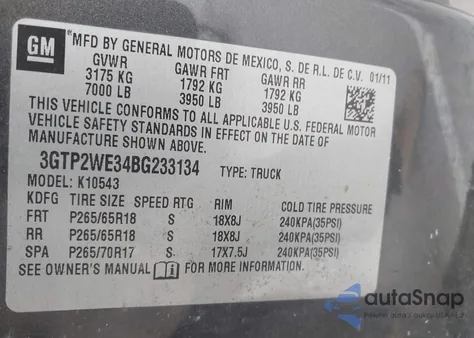 GM
MFD BY GENERAL MOTORS DE MEXICO, S. DE R.L. DE C.V. 01/11
GVWR GAWR FRT GAWR RR
3175 KG 1792 KG 1792 KG
7000 LB 3950 LB 3950 LB
THIS VEHICLE CONFORMS TO ALL APPLICABLE U.S. FEDERAL MOTOR
VEHICLE SAFETY STANDARDS IN EFFECT ON THE DATE OF
MANUFACTURE SHOWN ABOVE.
3GTP2WE34BG233134 TYPE: TRUCK
MODEL: K10543
KDFG TIRE SIZE SPEED RTG RIM COLD TIRE PRESSURE
FRT P265/65R18 S 18X8J 240KPA(35PSI)
RR P265/65R18 S 18X8J 240KPA(35PSI)
SPA P265/70R17 S 17X7.5J 240KPA(35PSI)
SEE OWNER'S MANUAL FOR MORE INFORMATION.
autoSnap